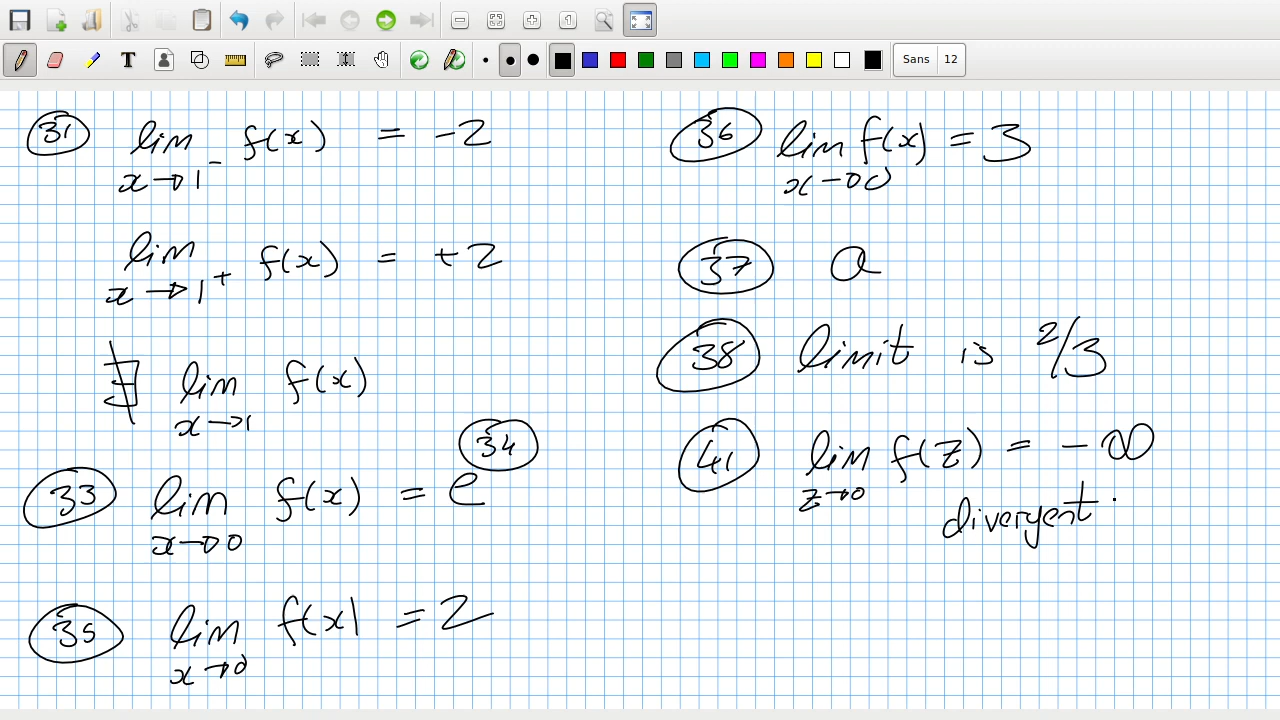 Sans 12
31 lim f(x) = -2
x→1⁻
lim f(x) = +2
x→1⁺
∄ lim f(x)
x→1
34
33 lim f(x) = e
x→0
35 lim f(x) = 2
x→0
36 lim f(x) = 3
x→0
37 a
38 limit is 2/3
41 lim f(z) = -∞
z→0
divergent.